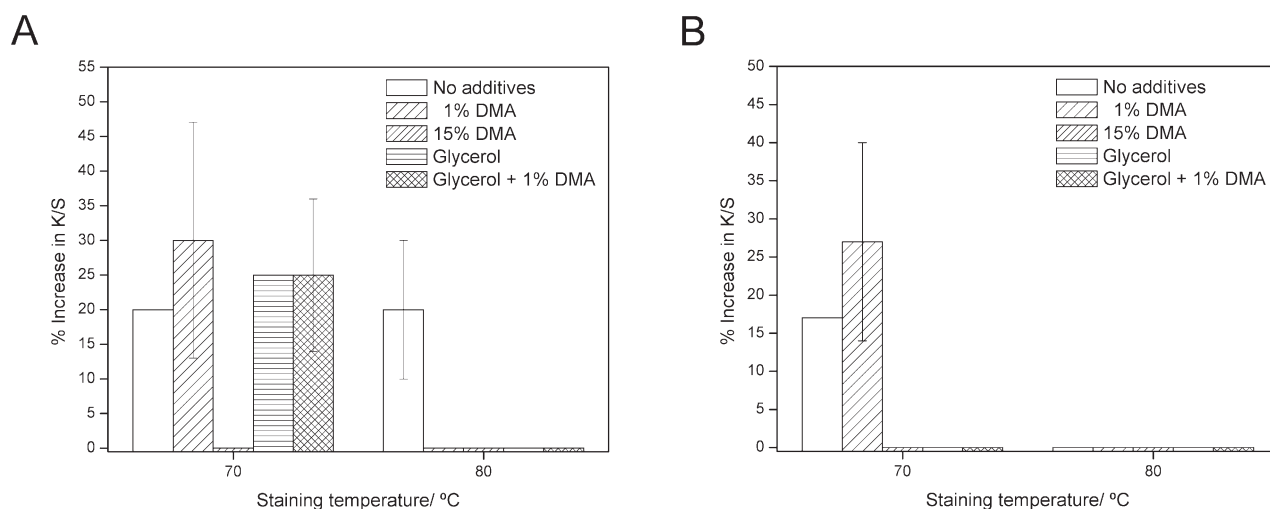 A
% Increase in K/S
55
50
45
40
35
30
25
20
15
10
5
0
No additives
1% DMA
15% DMA
Glycerol
Glycerol + 1% DMA
70
80
Staining temperature/ ºC
B
% Increase in K/S
50
45
40
35
30
25
20
15
10
5
0
No additives
1% DMA
15% DMA
Glycerol
Glycerol + 1% DMA
70
80
Staining temperature/ ºC